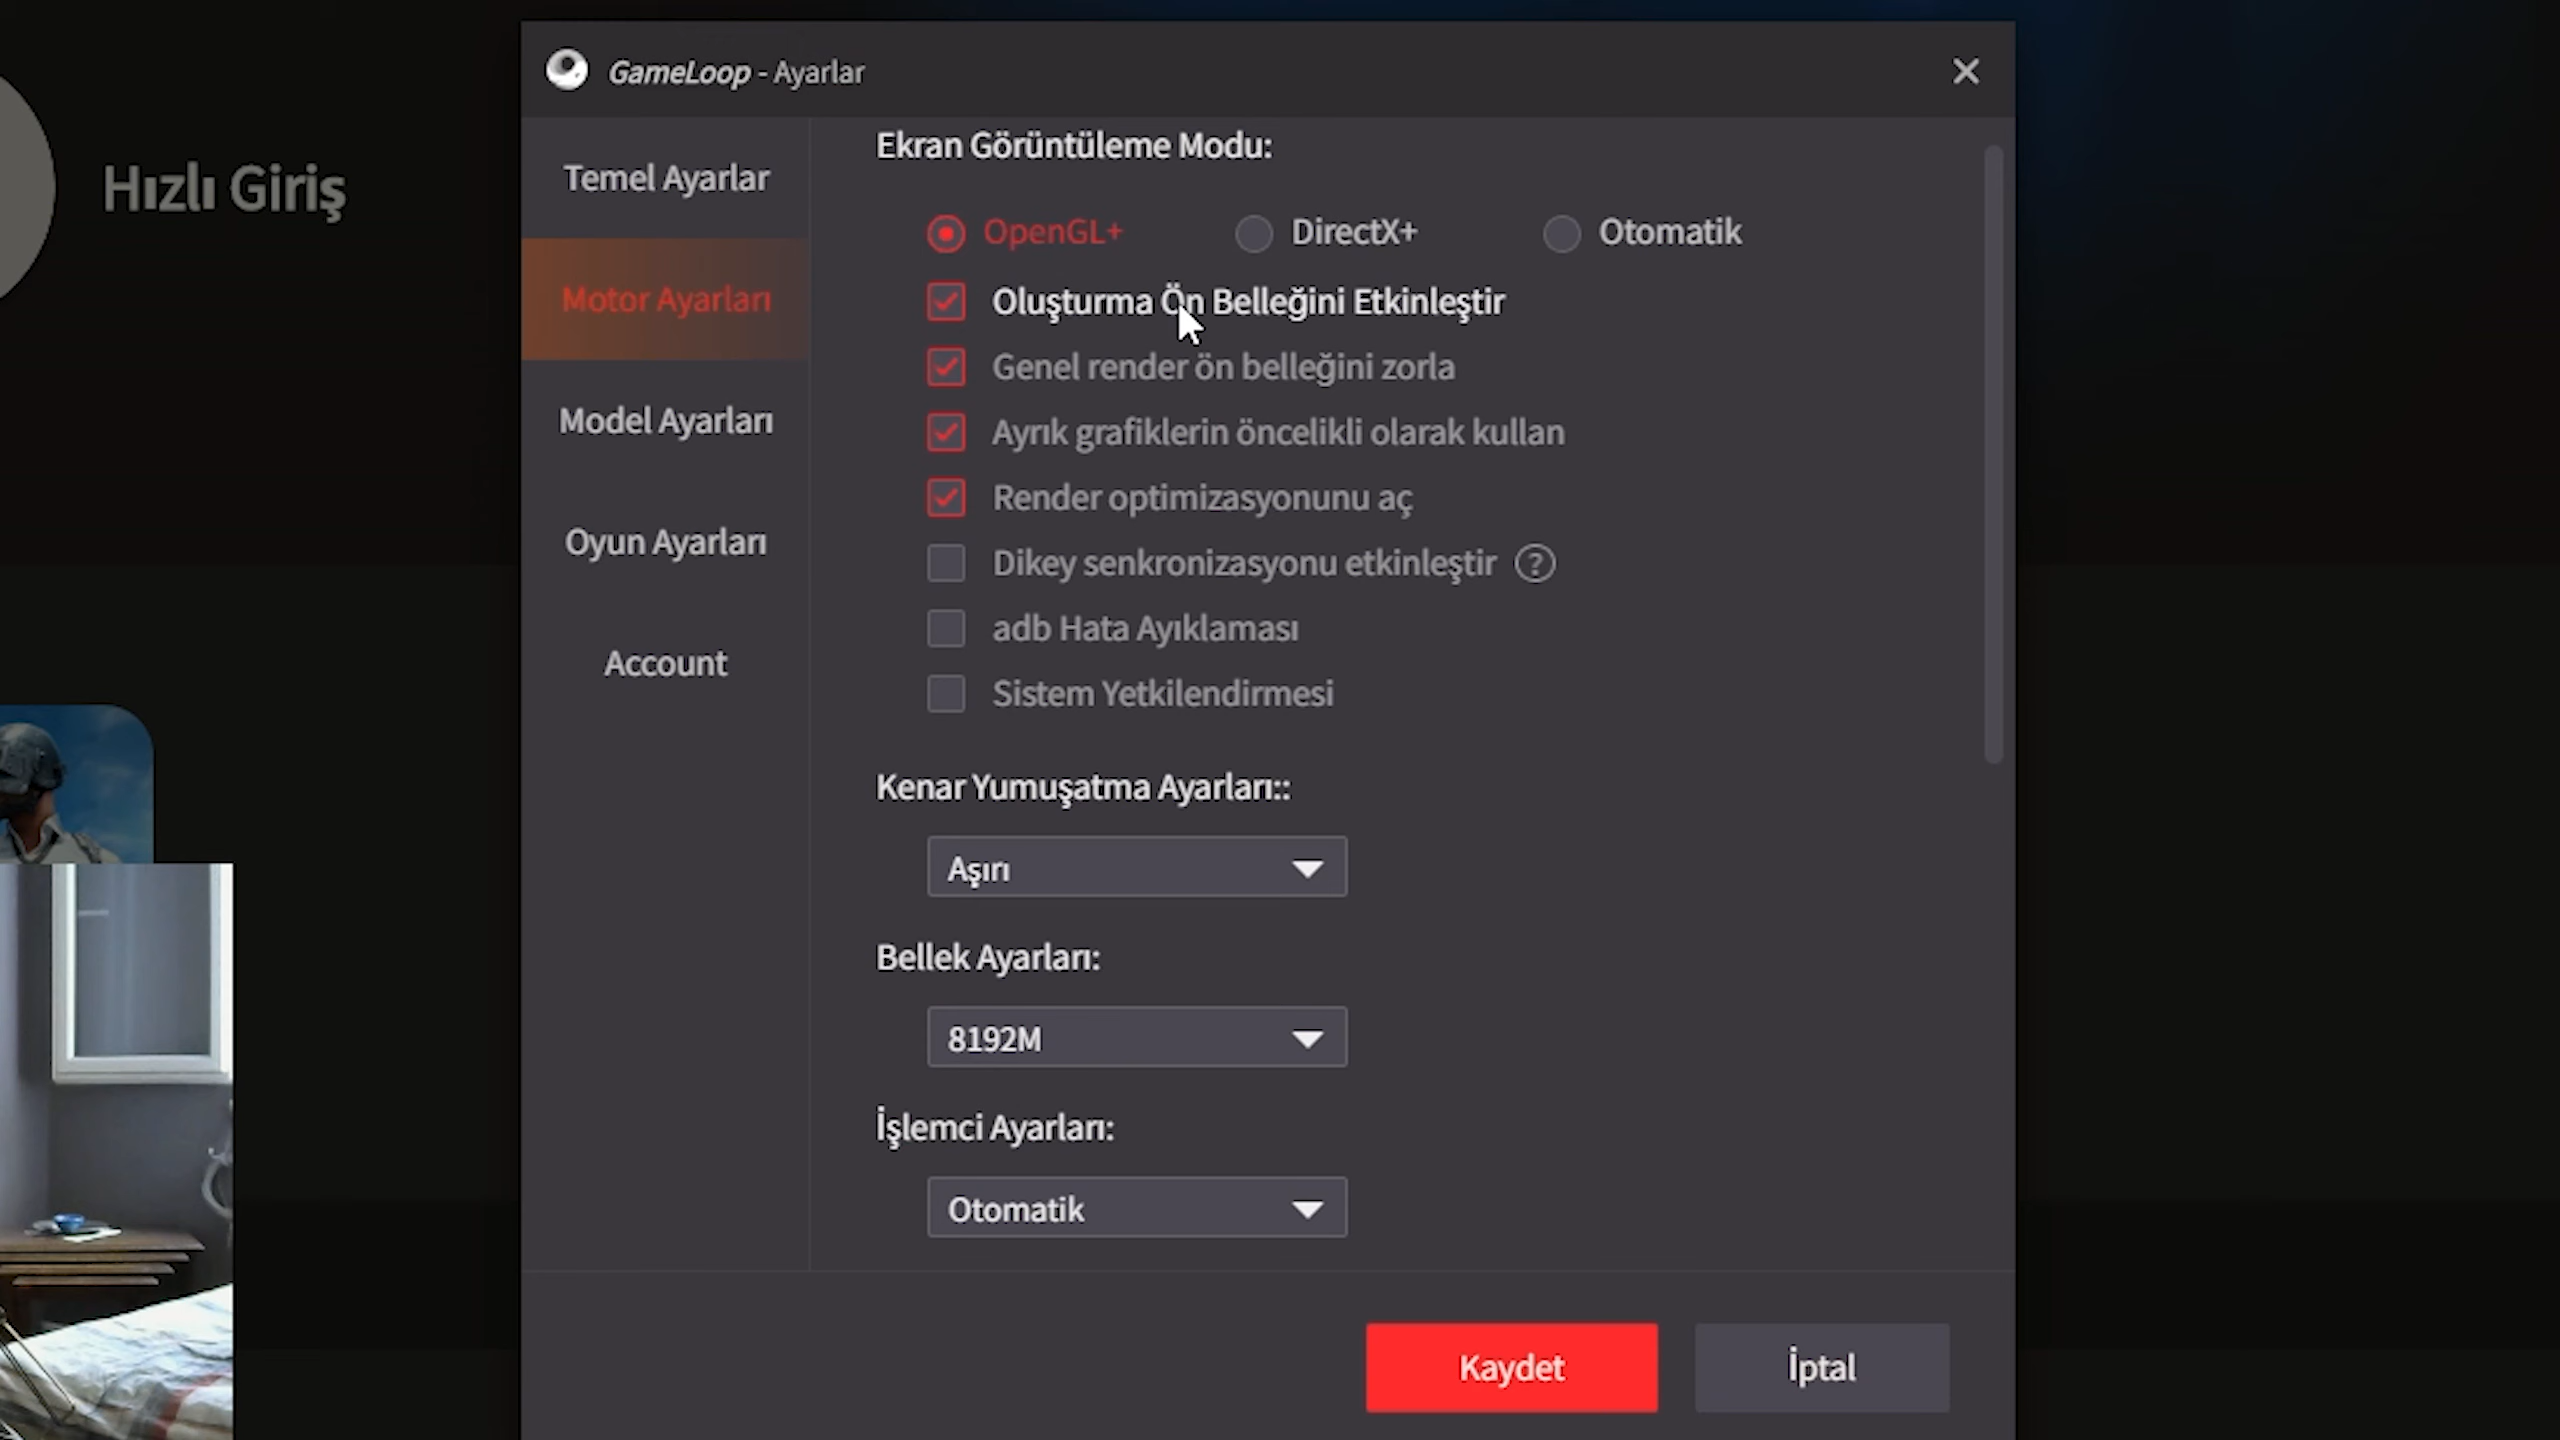 GameLoop - Ayarlar
Hızlı Giriş
Temel Ayarlar
Motor Ayarları
Model Ayarları
Oyun Ayarları
Account
Ekran Görüntüleme Modu:
OpenGL+ DirectX+ Otomatik
Oluşturma Ön Belleğini Etkinleştir
Genel render ön belleğini zorla
Ayrık grafiklerin öncelikli olarak kullan
Render optimizasyonunu aç
Dikey senkronizasyonu etkinleştir ?
adb Hata Ayıklaması
Sistem Yetkilendirmesi
Kenar Yumuşatma Ayarları::
Aşırı
Bellek Ayarları:
8192M
İşlemci Ayarları:
Otomatik
Kaydet İptal